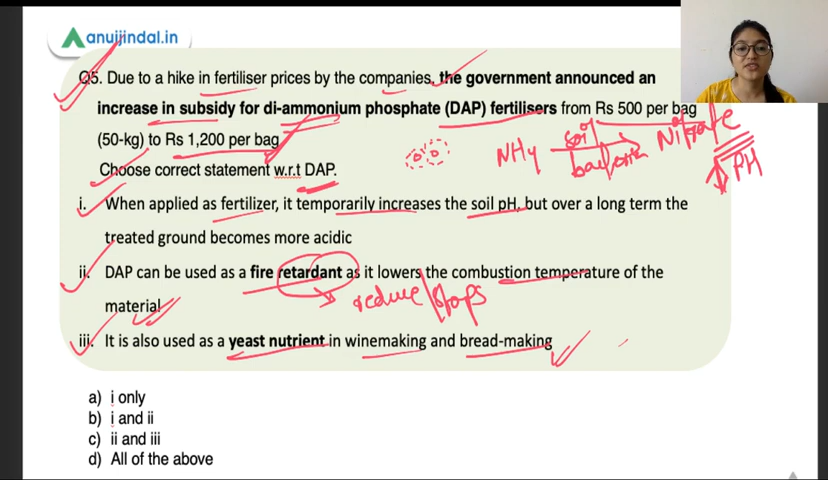 anuijindal.in
Q5. Due to a hike in fertiliser prices by the companies, the government announced an
increase in subsidy for di-ammonium phosphate (DAP) fertilisers from Rs 500 per bag
(50-kg) to Rs 1,200 per bag
Choose correct statement w.r.t DAP.
NH4 soil bacteria Nitrate
PH
i. When applied as fertilizer, it temporarily increases the soil pH, but over a long term the
treated ground becomes more acidic
ii. DAP can be used as a fire retardant as it lowers the combustion temperature of the
material
reduce/stops
iii. It is also used as a yeast nutrient in winemaking and bread-making
a) i only
b) i and ii
c) ii and iii
d) All of the above